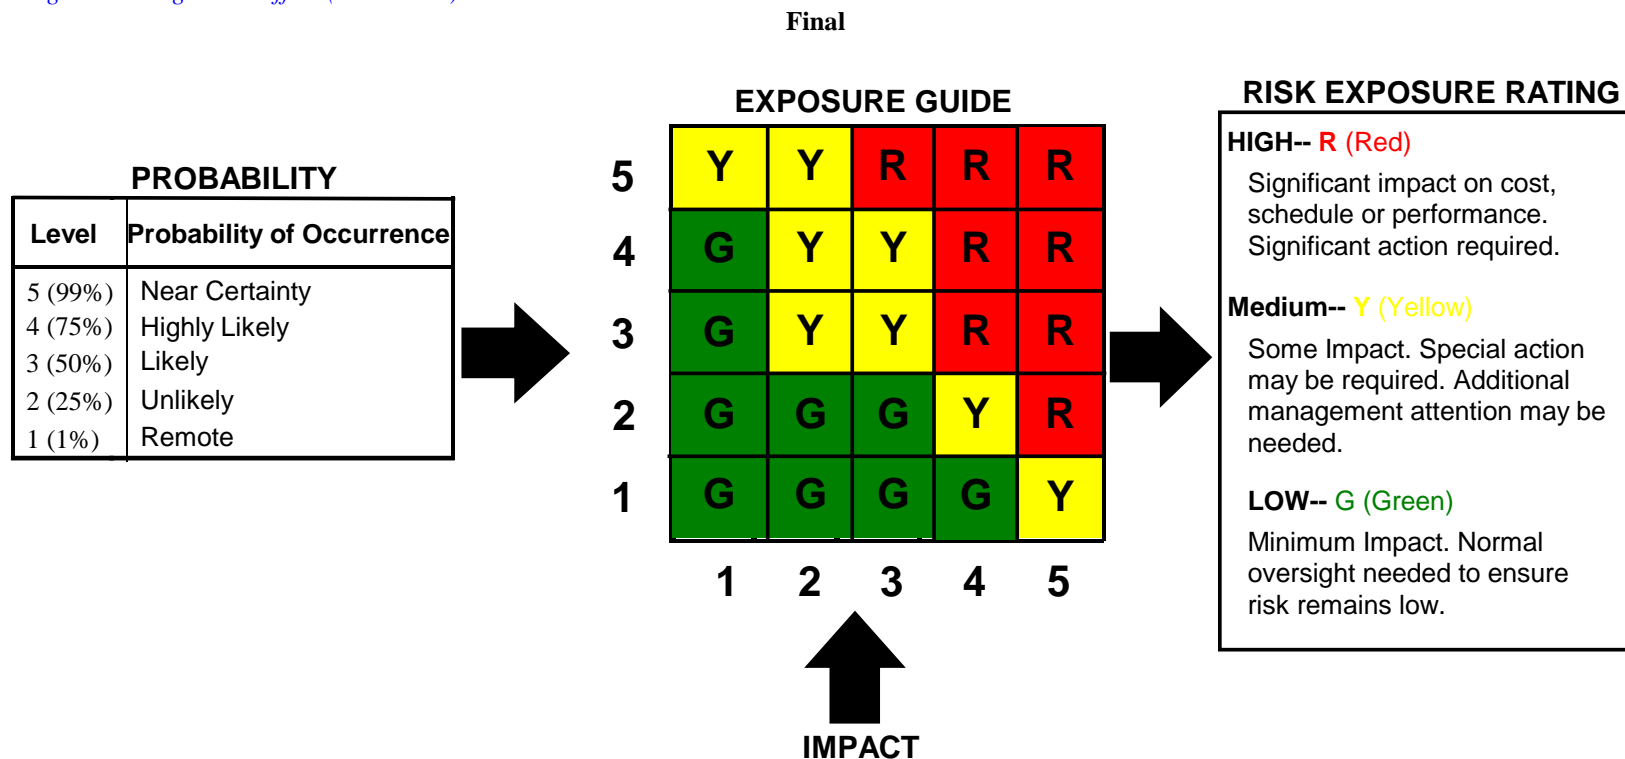 Final
EXPOSURE GUIDE
RISK EXPOSURE RATING
PROBABILITY
Level Probability of Occurrence
5 (99%) Near Certainty
4 (75%) Highly Likely
3 (50%) Likely
2 (25%) Unlikely
1 (1%) Remote
5 Y Y R R R
4 G Y Y R R
3 G Y Y R R
2 G G G Y R
1 G G G G Y
1 2 3 4 5
IMPACT
HIGH-- R (Red)
Significant impact on cost,
schedule or performance.
Significant action required.
Medium-- Y (Yellow)
Some Impact. Special action
may be required. Additional
management attention may be
needed.
LOW-- G (Green)
Minimum Impact. Normal
oversight needed to ensure
risk remains low.